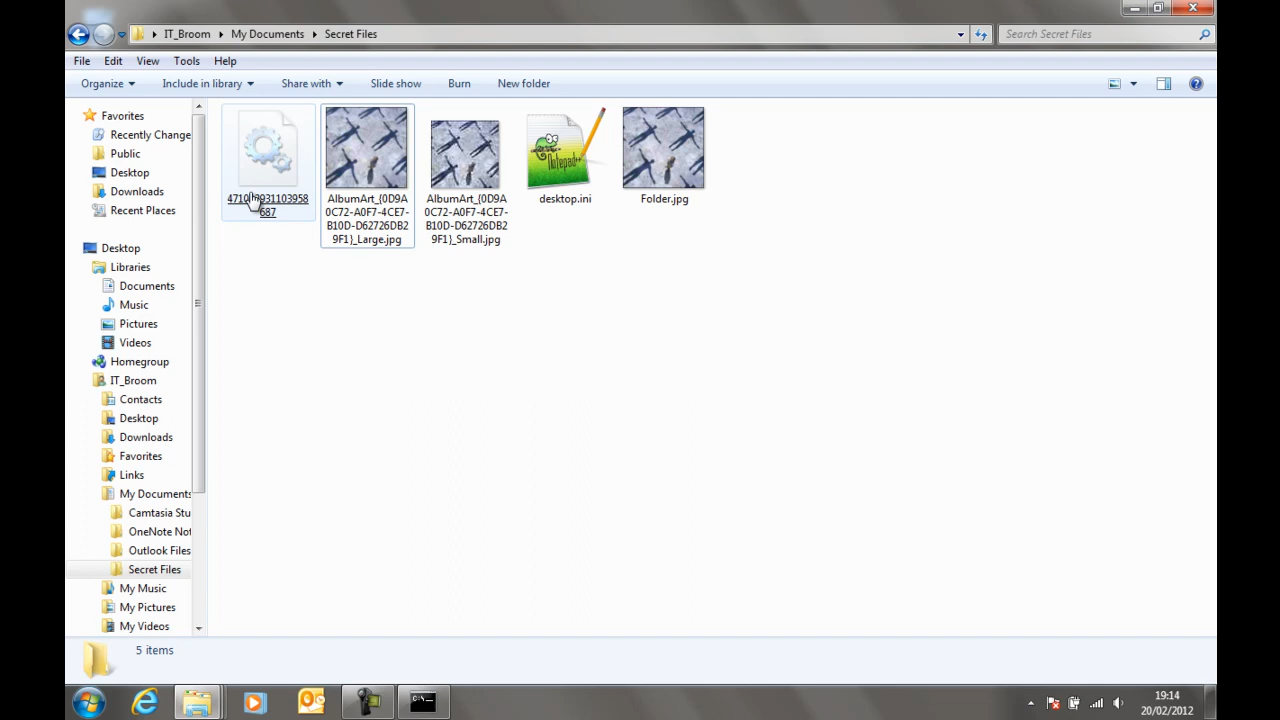 IT_Broom
My Documents
Secret Files
Search Secret Files
File Edit View Tools Help
Organize Include in library Share with Slide show Burn New folder
Favorites
Recently Change
Public
Desktop
Downloads
Recent Places
Desktop
Libraries
Documents
Music
Pictures
Videos
Homegroup
IT_Broom
Contacts
Desktop
Downloads
Favorites
Links
My Documents
Camtasia Stu
OneNote Not
Outlook Files
Secret Files
My Music
My Pictures
My Videos
687
AlbumArt_{0D9A
0C72-A0F7-4CE7-
B10D-D62726DB2
9F1}_Large.jpg
AlbumArt_{0D9A
0C72-A0F7-4CE7-
B10D-D62726DB2
9F1}_Small.jpg
Notepad++
desktop.ini
Folder.jpg
5 items
19:14
20/02/2012